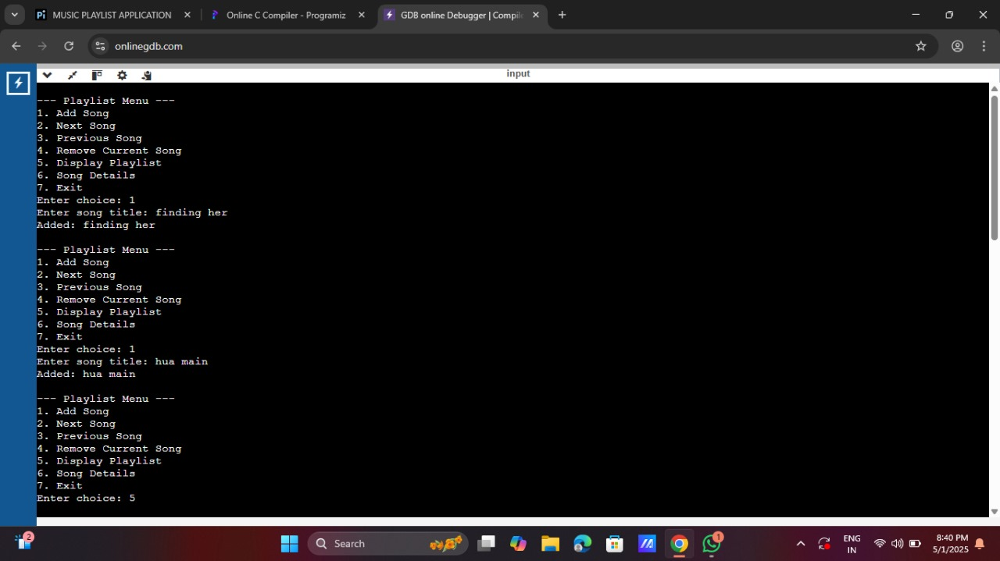 MUSIC PLAYLIST APPLICATION
Online C Compiler - Programiz
GDB online Debugger | Compile
onlinegdb.com
input
--- Playlist Menu ---
1. Add Song
2. Next Song
3. Previous Song
4. Remove Current Song
5. Display Playlist
6. Song Details
7. Exit
Enter choice: 1
Enter song title: finding her
Added: finding her
--- Playlist Menu ---
1. Add Song
2. Next Song
3. Previous Song
4. Remove Current Song
5. Display Playlist
6. Song Details
7. Exit
Enter choice: 1
Enter song title: hua main
Added: hua main
--- Playlist Menu ---
1. Add Song
2. Next Song
3. Previous Song
4. Remove Current Song
5. Display Playlist
6. Song Details
7. Exit
Enter choice: 5
2
Search
1
ENG
IN
8:40 PM
5/1/2025